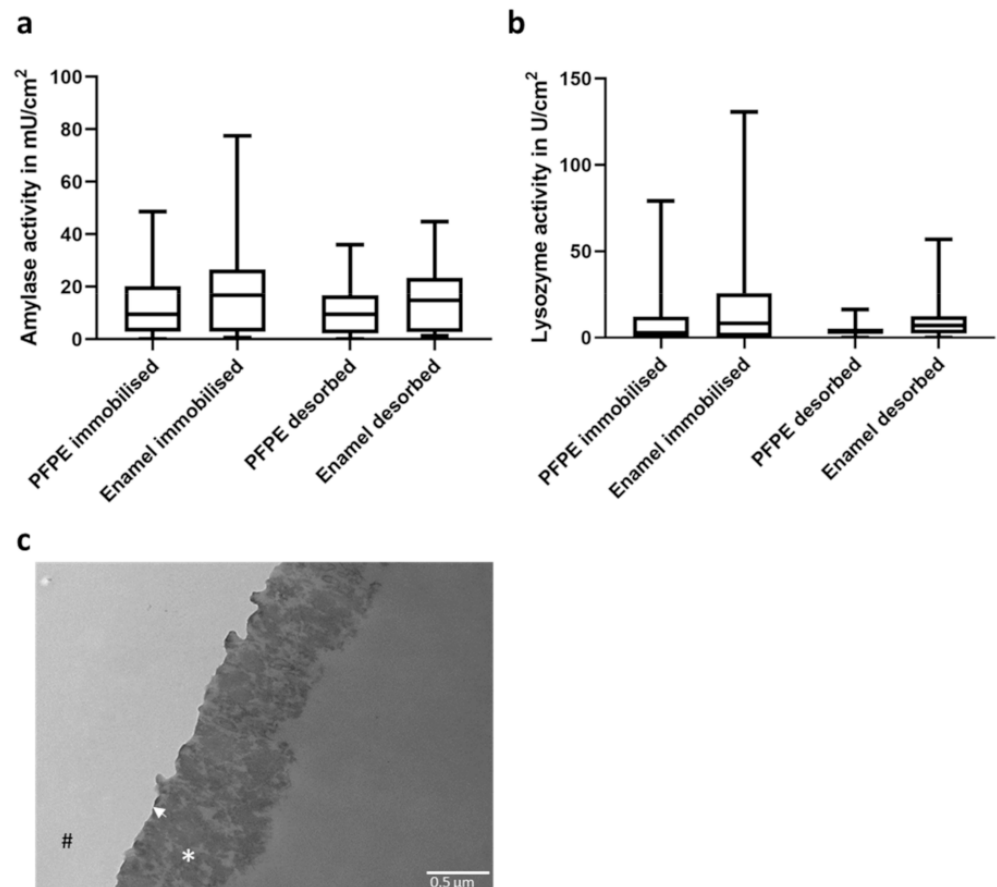 a
Amylase activity in mU/cm²
100
80
60
40
20
0
PFPE immobilised
Enamel immobilised
PFPE desorbed
Enamel desorbed
b
Lysozyme activity in U/cm²
150
100
50
0
PFPE immobilised
Enamel immobilised
PFPE desorbed
Enamel desorbed
c
#
*
0.5 µm